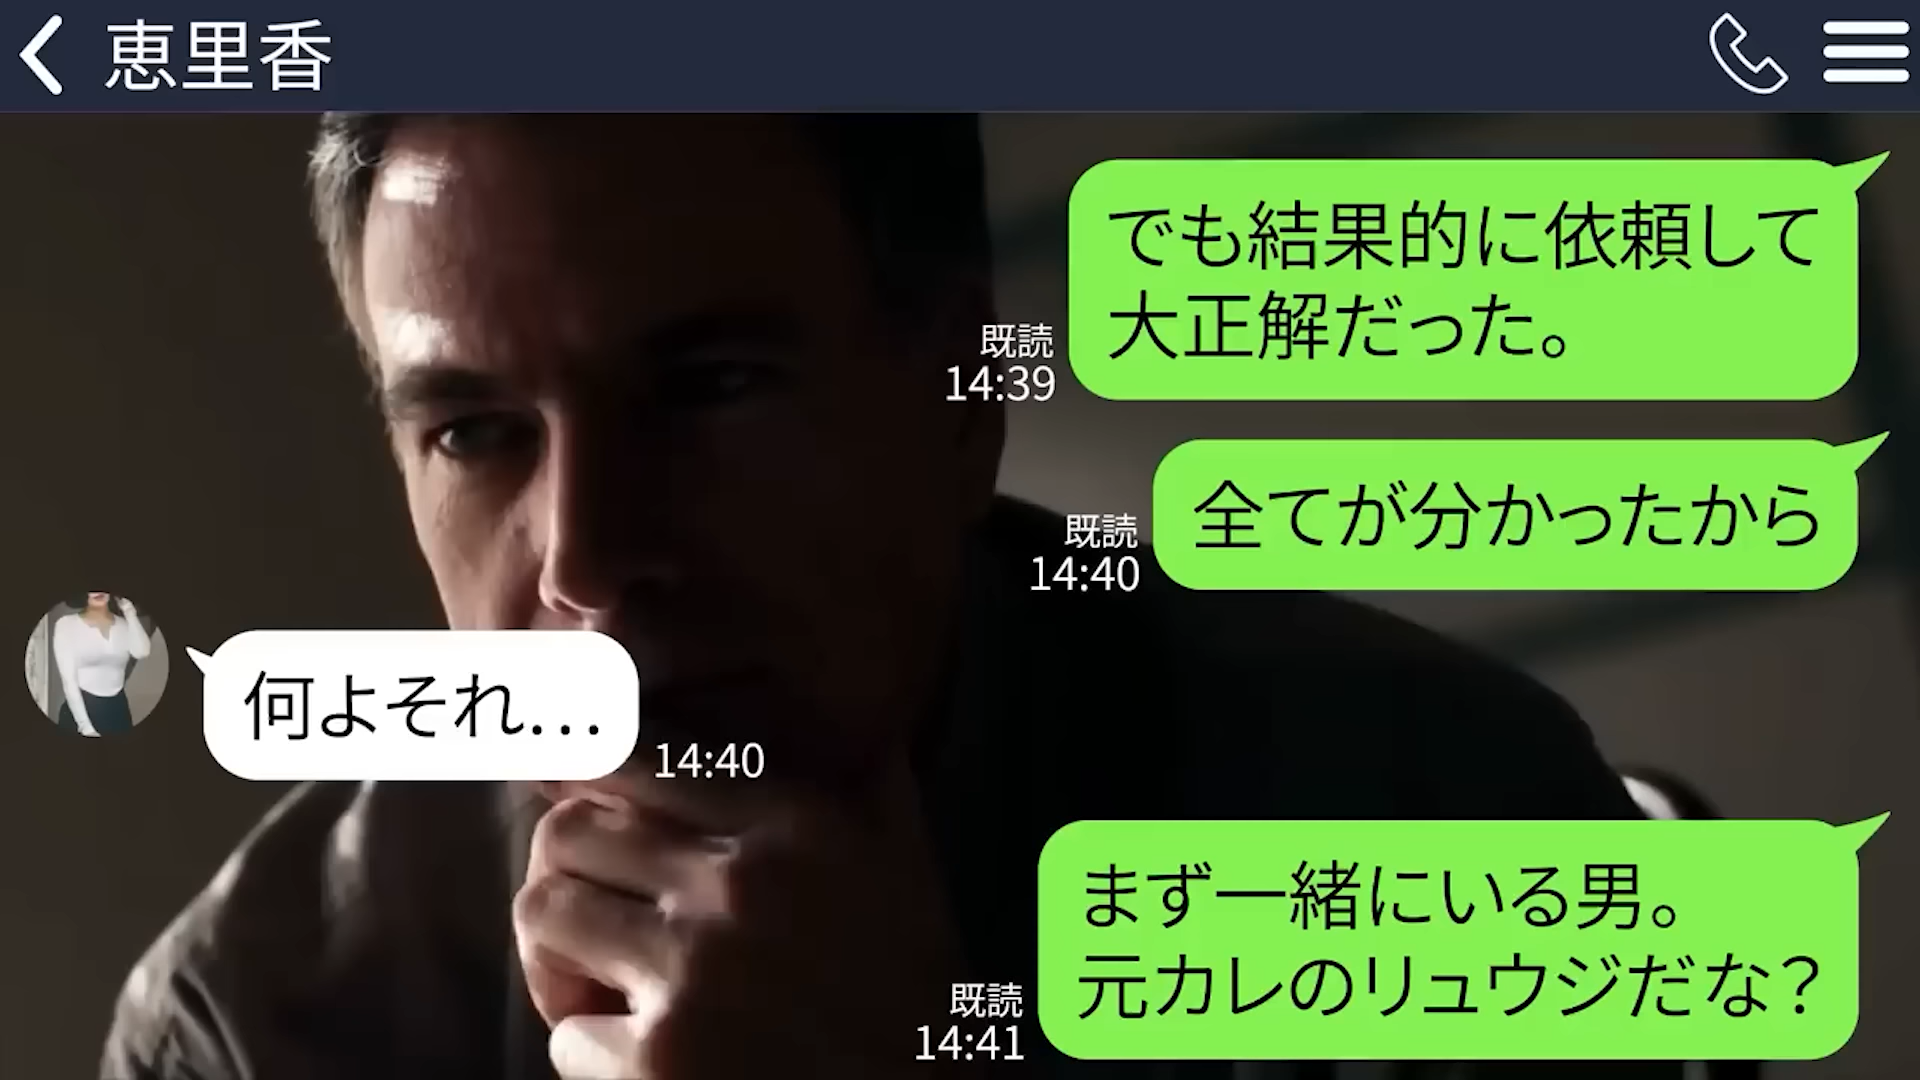 恵里香
でも結果的に依頼して
大正解だった。
既読
14:39
全てが分かったから
既読
14:40
何よそれ…
14:40
まず一緒にいる男。
元カレのリュウジだな?
既読
14:41